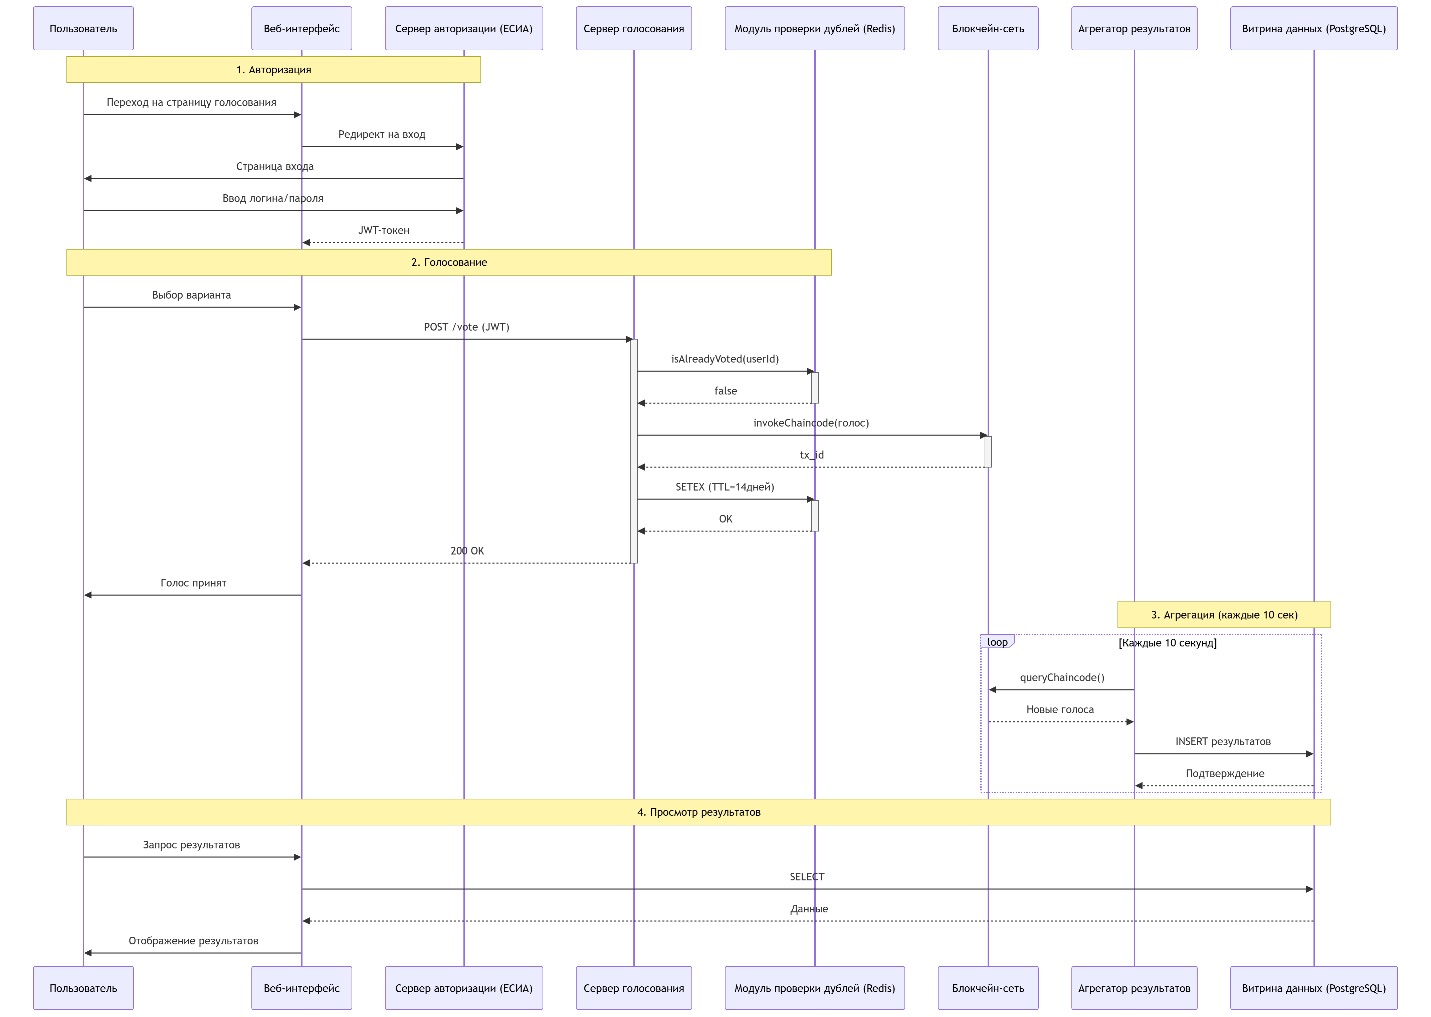 Пользователь
Веб-интерфейс
Сервер авторизации (ЕСИА)
Сервер голосования
Модуль проверки дублей (Redis)
Блокчейн-сеть
Агрегатор результатов
Витрина данных (PostgreSQL)
1. Авторизация
Переход на страницу голосования
Редирект на вход
Страница входа
Ввод логина/пароля
JWT-токен
2. Голосование
Выбор варианта
POST /vote (JWT)
isAlreadyVoted(userId)
false
invokeChaincode(голос)
tx_id
SETEX (TTL=14дней)
OK
200 OK
Голос принят
3. Агрегация (каждые 10 сек)
loop
[Каждые 10 секунд]
queryChaincode()
Новые голоса
INSERT результатов
Подтверждение
4. Просмотр результатов
Запрос результатов
SELECT
Данные
Отображение результатов
Пользователь
Веб-интерфейс
Сервер авторизации (ЕСИА)
Сервер голосования
Модуль проверки дублей (Redis)
Блокчейн-сеть
Агрегатор результатов
Витрина данных (PostgreSQL)